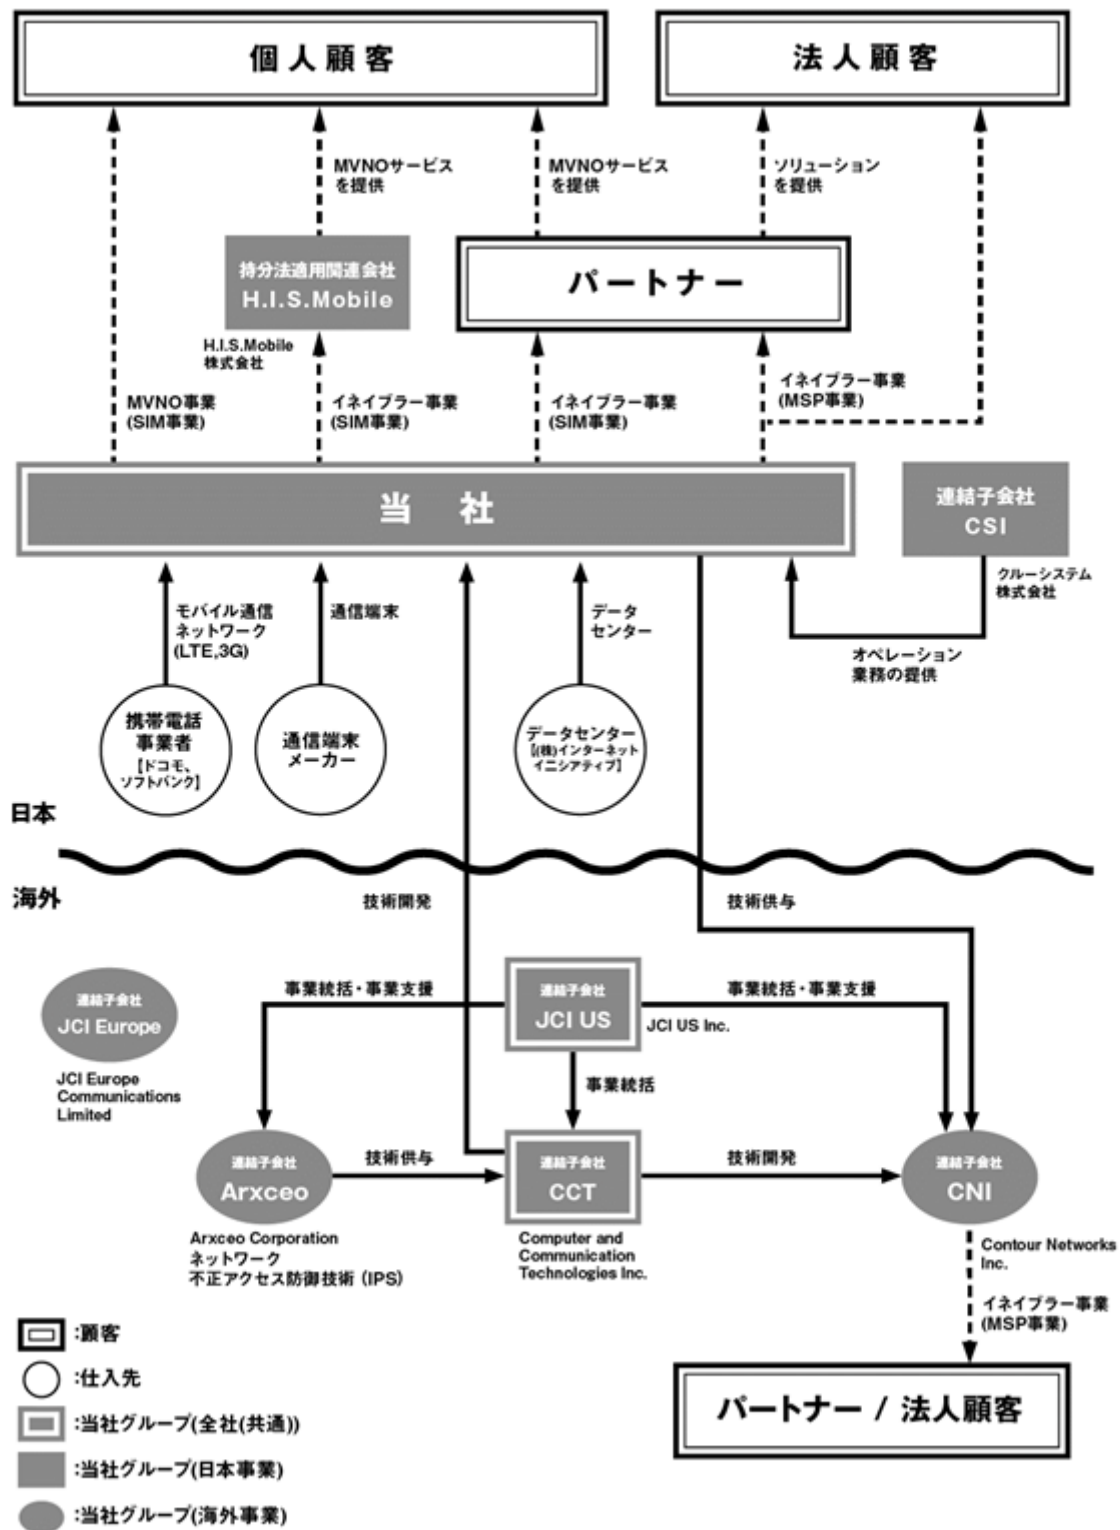 個人顧客
法人顧客
MVNOサービス
を提供
MVNOサービス
を提供
ソリューション
を提供
持分法適用関連会社
H.I.S.Mobile
パートナー
H.I.S.Mobile
株式会社
MVNO事業
(SIM事業)
イネイブラー事業
(SIM事業)
イネイブラー事業
(SIM事業)
イネイブラー事業
(MSP事業)
当社
連結子会社
CSI
クルーシステム
株式会社
モバイル通信
ネットワーク
(LTE,3G)
通信端末
データ
センター
オペレーション
業務の提供
携帯電話
事業者
【ドコモ、
ソフトバンク】
通信端末
メーカー
データセンター
【(株)インターネット
イニシアティブ】
日本
海外
技術開発
技術供与
連結子会社
JCI Europe
JCI Europe
Communications
Limited
事業統括・事業支援
連結子会社
JCI US
JCI US Inc.
事業統括・事業支援
事業統括
連結子会社
Arxceo
技術供与
連結子会社
CCT
技術開発
連結子会社
CNI
Arxceo Corporation
ネットワーク
不正アクセス防御技術（IPS）
Computer and
Communication
Technologies Inc.
Contour Networks
Inc.
イネイブラー事業
(MSP事業)
パートナー / 法人顧客
:顧客
:仕入先
:当社グループ(全社(共通))
:当社グループ(日本事業)
:当社グループ(海外事業)